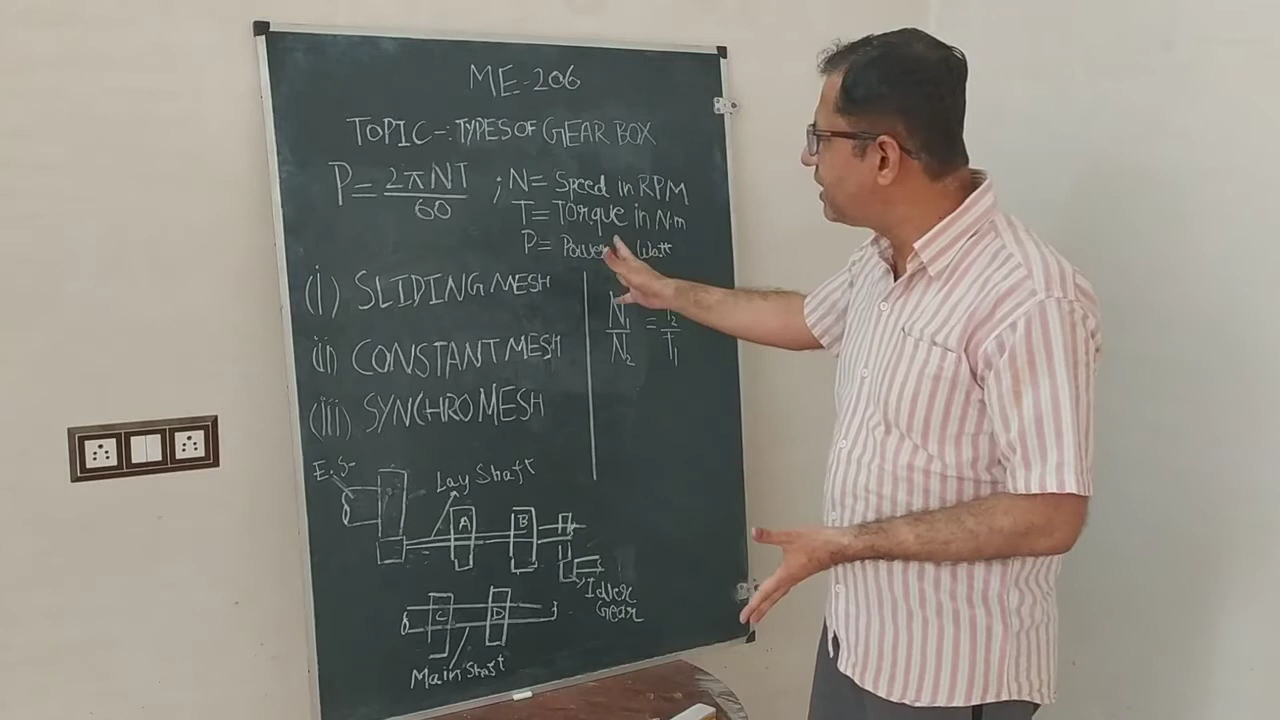 ME-206
TOPIC-: TYPES OF GEAR BOX
P = 2πNT / 60 ; N = Speed in RPM
T = Torque in N.m
P = Power Watt
(i) SLIDING MESH
(ii) CONSTANT MESH
(iii) SYNCHROMESH
N1 / N2 = T2 / T1
E.S-
Lay Shaft
A B
Idler
Gear
C D
Main Shaft